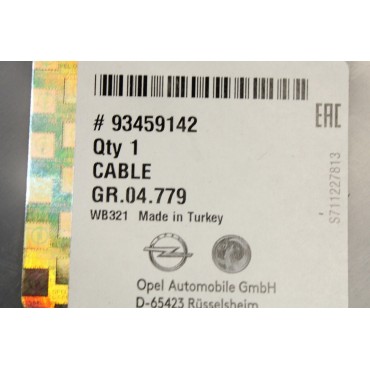 # 93459142
Qty 1
CABLE
GR.04.779
WB321 Made in Turkey
Opel Automobile GmbH
D-65423 Rüsselsheim
EAC
S711227813